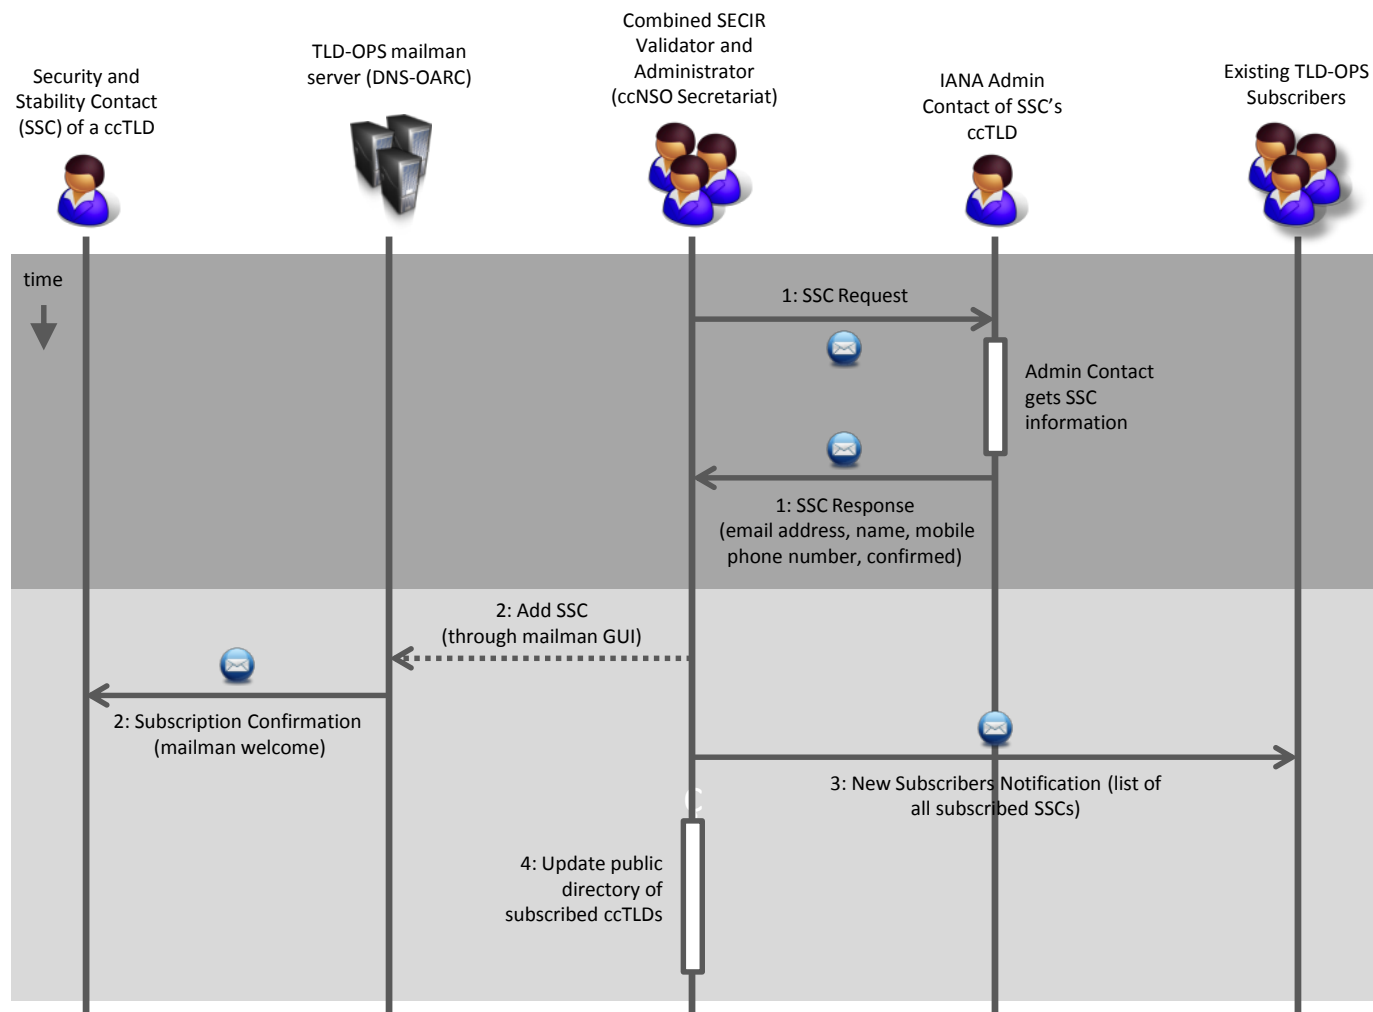 Security and
Stability Contact
(SSC) of a ccTLD
TLD-OPS mailman
server (DNS-OARC)
Combined SECIR
Validator and
Administrator
(ccNSO Secretariat)
IANA Admin
Contact of SSC’s
ccTLD
Existing TLD-OPS
Subscribers
time
1: SSC Request
Admin Contact
gets SSC
information
1: SSC Response
(email address, name, mobile
phone number, confirmed)
2: Add SSC
(through mailman GUI)
2: Subscription Confirmation
(mailman welcome)
3: New Subscribers Notification (list of
all subscribed SSCs)
4: Update public
directory of
subscribed ccTLDs